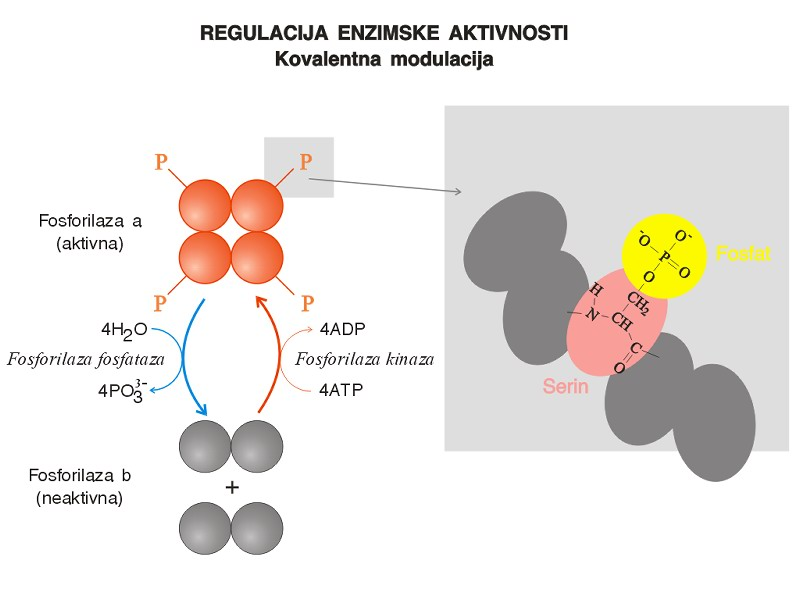 REGULACIJA ENZIMSKE AKTIVNOSTI
Kovalentna modulacija
P
P
Fosforilaza a
(aktivna)
P
P
4H2O
4ADP
Fosforilaza fosfataza
Fosforilaza kinaza
4PO3 3-
4ATP
Fosforilaza b
(neaktivna)
+
-O
O-
P
O
O
Fosfat
H
N
CH2
CH
C
O
Serin